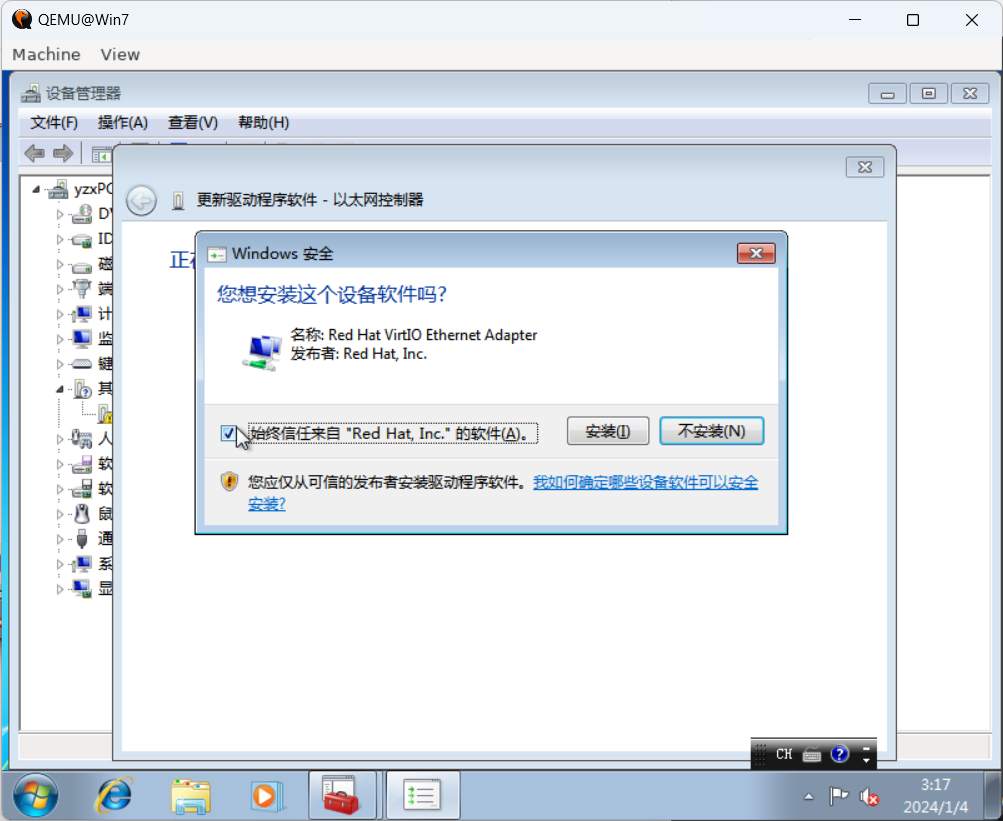 QEMU@Win7
Machine View
设备管理器
文件(F) 操作(A) 查看(V) 帮助(H)
yzxPC
更新驱动程序软件 - 以太网控制器
正在
Windows 安全
您想安装这个设备软件吗?
名称: Red Hat VirtIO Ethernet Adapter
发布者: Red Hat, Inc.
始终信任来自 "Red Hat, Inc." 的软件(A)。
安装(I)
不安装(N)
您应仅从可信的发布者安装驱动程序软件。我如何确定哪些设备软件可以安全
安装?
ID
磁
端
计
监
键
其
人
软
软
鼠
通
系
显
CH
3:17
2024/1/4